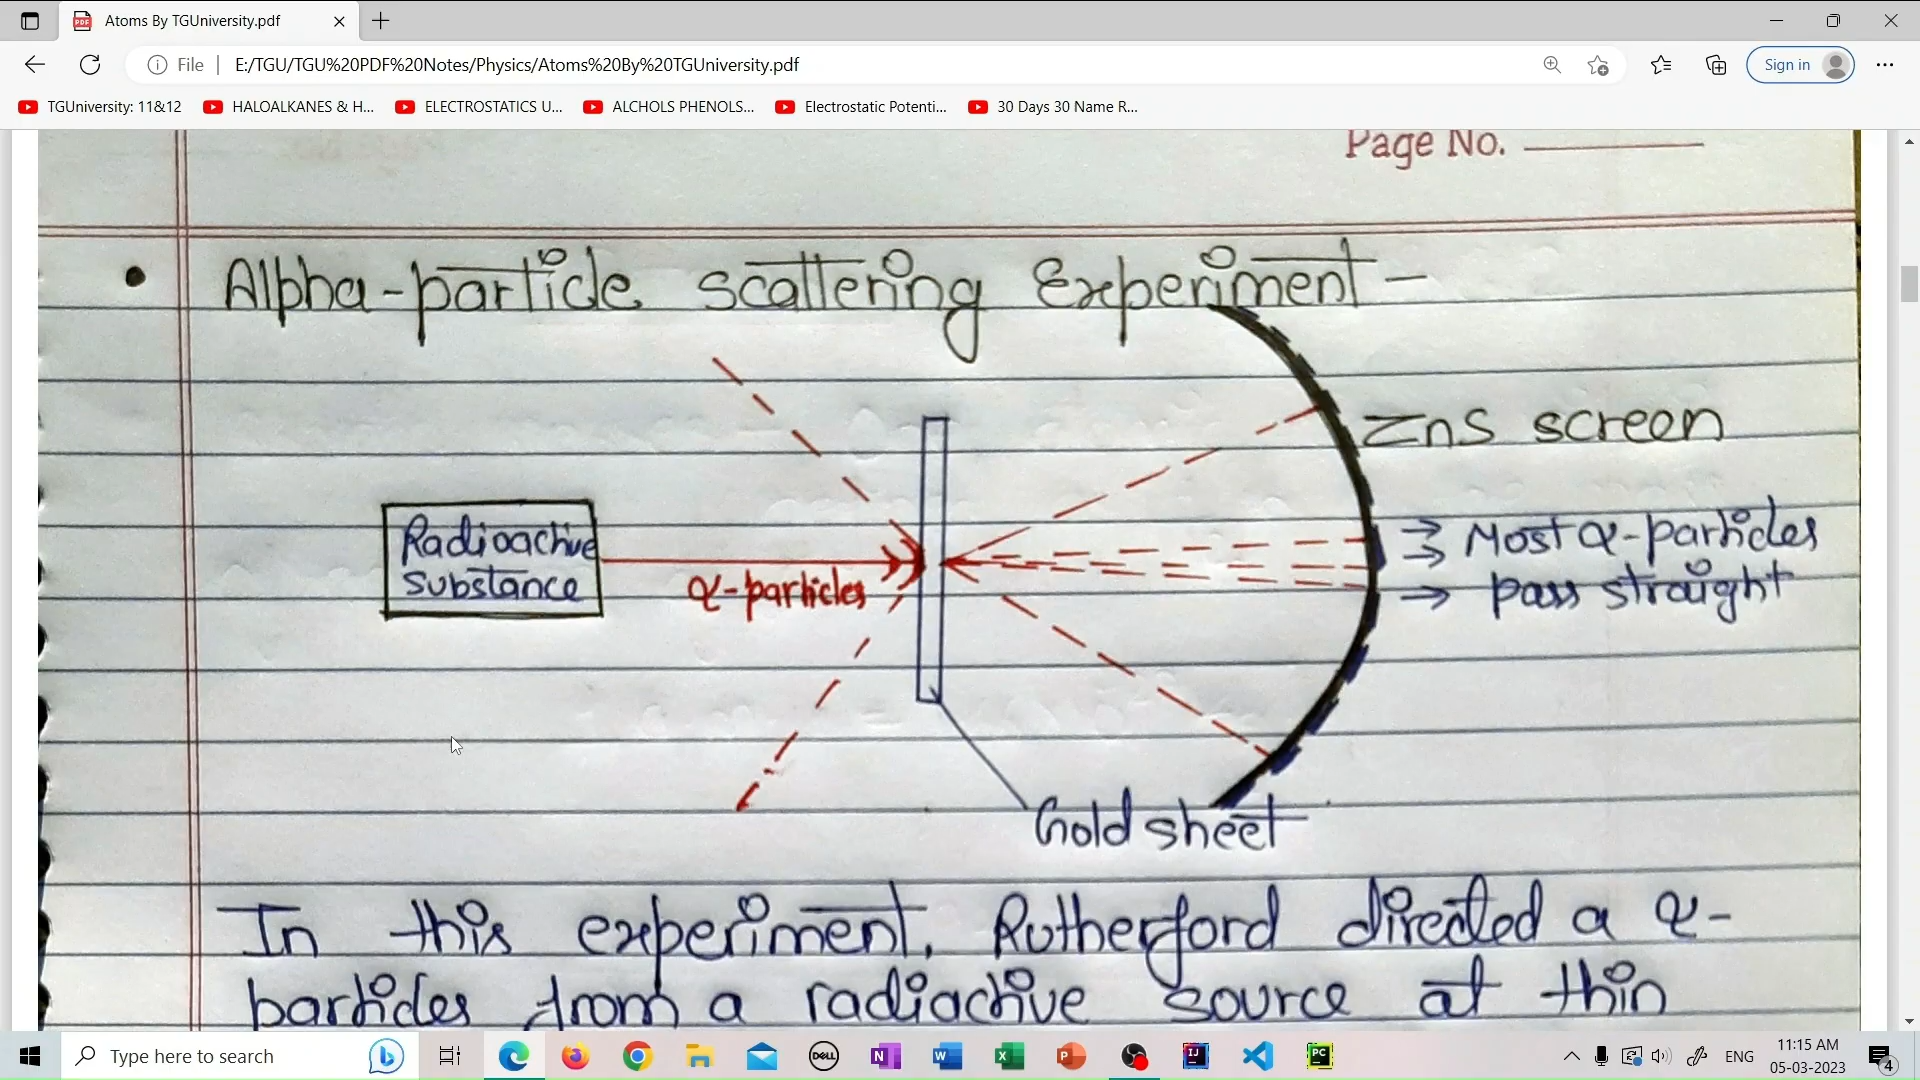 Atoms By TGUniversity.pdf
File
E:/TGU/TGU%20PDF%20Notes/Physics/Atoms%20By%20TGUniversity.pdf
Sign in
TGUniversity: 11&12
HALOALKANES & H...
ELECTROSTATICS U...
ALCHOLS PHENOLS...
Electrostatic Potenti...
30 Days 30 Name R...
Page No.
• Alpha-particle scattering Experiment -
ZnS screen
Radioactive
substance
α-particles
→ Most α-particles
→ pass straight
Gold sheet
In this experiment, Rutherford directed a α-
particles from a radiactive source at thin
Type here to search
DELL
ENG
11:15 AM
05-03-2023
4